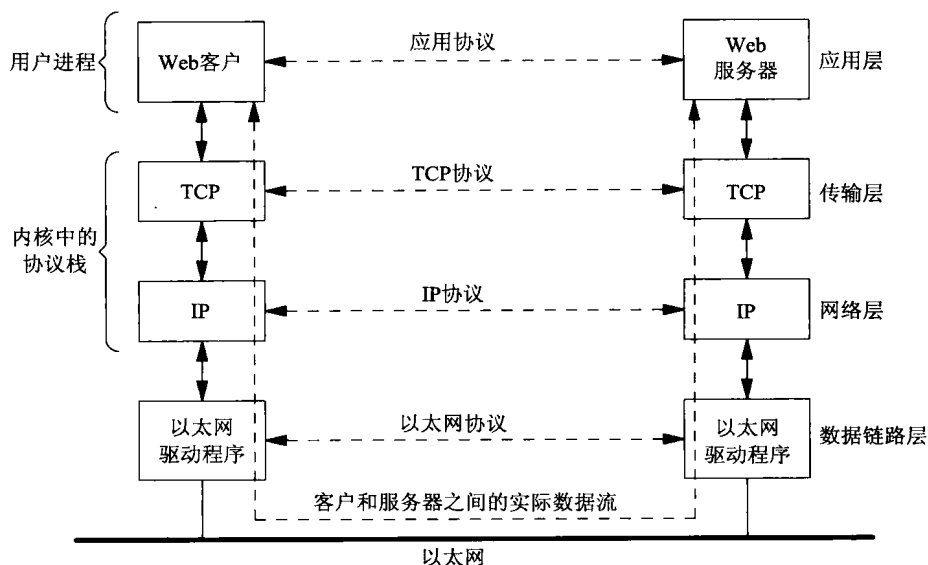 用户进程
Web客户
应用协议
Web
服务器
应用层
内核中的
协议栈
TCP
TCP协议
TCP
传输层
IP
IP协议
IP
网络层
以太网
驱动程序
以太网协议
以太网
驱动程序
数据链路层
客户和服务器之间的实际数据流
以太网